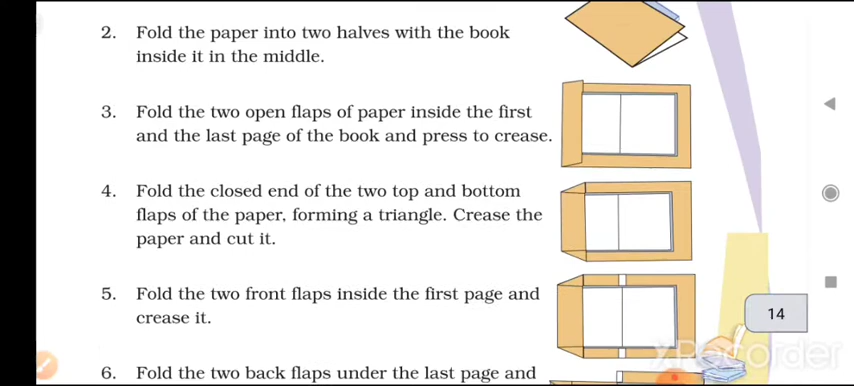 2. Fold the paper into two halves with the book
inside it in the middle.
3. Fold the two open flaps of paper inside the first
and the last page of the book and press to crease.
4. Fold the closed end of the two top and bottom
flaps of the paper, forming a triangle. Crease the
paper and cut it.
5. Fold the two front flaps inside the first page and
crease it.
14
XRecorder
6. Fold the two back flaps under the last page and